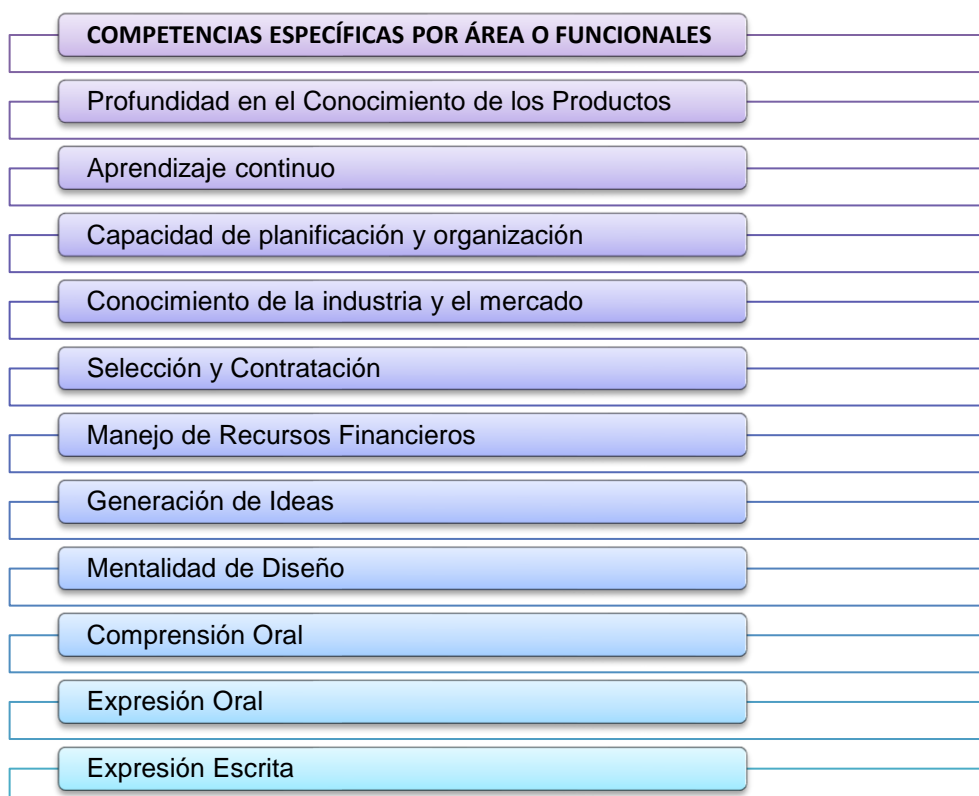 COMPETENCIAS ESPECÍFICAS POR ÁREA O FUNCIONALES
Profundidad en el Conocimiento de los Productos
Aprendizaje continuo
Capacidad de planificación y organización
Conocimiento de la industria y el mercado
Selección y Contratación
Manejo de Recursos Financieros
Generación de Ideas
Mentalidad de Diseño
Comprensión Oral
Expresión Oral
Expresión Escrita